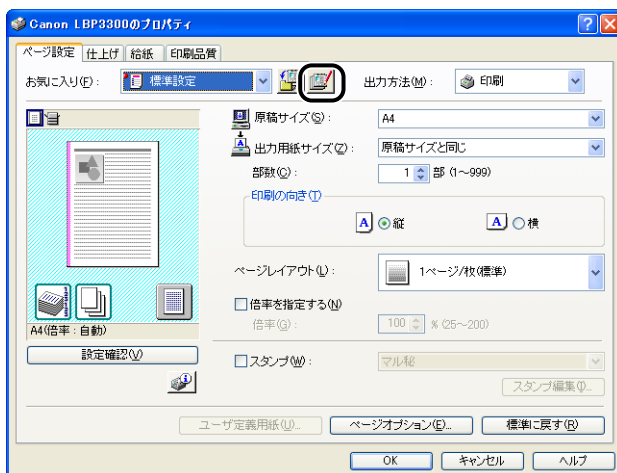 Canon LBP3300のプロパティ
ページ設定 仕上げ 給紙 印刷品質
お気に入り(F): 標準設定 出力方法(M): 印刷
原稿サイズ(S): A4
出力用紙サイズ(Z): 原稿サイズと同じ
部数(C): 1 部 (1～999)
印刷の向き(T)
A 縦 A 横
ページレイアウト(L): 1ページ/枚(標準)
倍率を指定する(N)
倍率(G): 100 % (25～200)
A4(倍率:自動)
設定確認(V)
スタンプ(W): マル秘
スタンプ編集(I)...
ユーザ定義用紙(U)... ページオプション(E)... 標準に戻す(R)
OK キャンセル ヘルプ